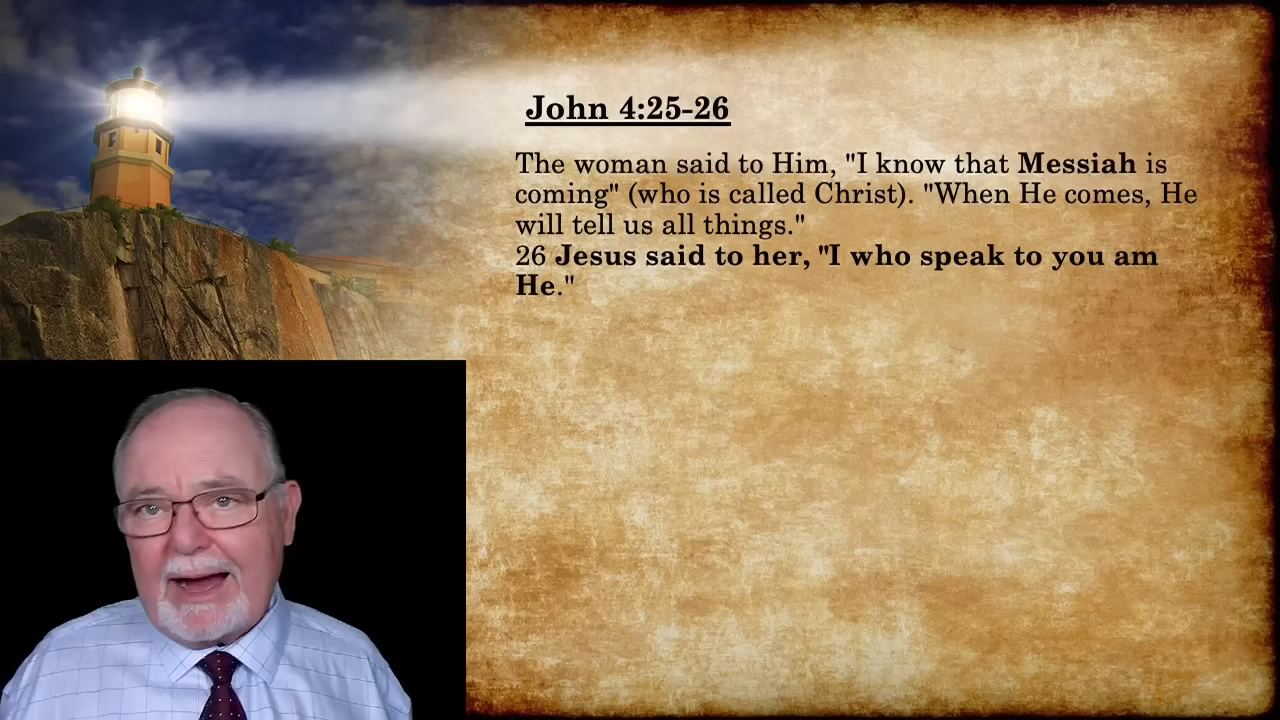 John 4:25-26
The woman said to Him, "I know that Messiah is
coming" (who is called Christ). "When He comes, He
will tell us all things."
26 Jesus said to her, "I who speak to you am
He."